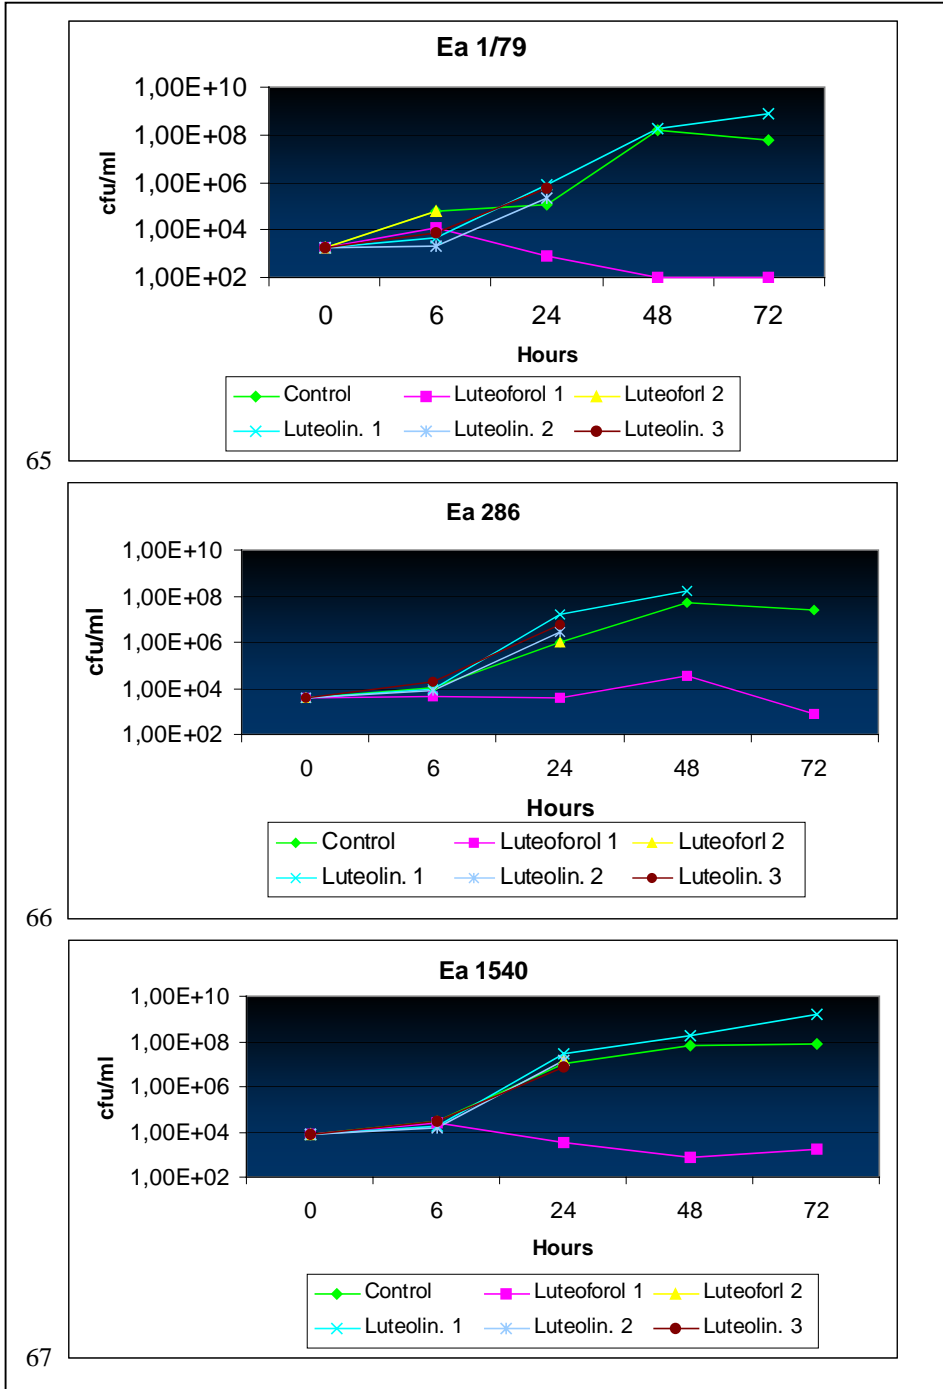 Ea 1/79
1,00E+10
1,00E+08
1,00E+06
1,00E+04
1,00E+02
cfu/ml
0 6 24 48 72
Hours
Control Luteoforol 1 Luteoforl 2
Luteolin. 1 Luteolin. 2 Luteolin. 3
65
Ea 286
1,00E+10
1,00E+08
1,00E+06
1,00E+04
1,00E+02
cfu/ml
0 6 24 48 72
Hours
Control Luteoforol 1 Luteoforl 2
Luteolin. 1 Luteolin. 2 Luteolin. 3
66
Ea 1540
1,00E+10
1,00E+08
1,00E+06
1,00E+04
1,00E+02
cfu/ml
0 6 24 48 72
Hours
Control Luteoforol 1 Luteoforl 2
Luteolin. 1 Luteolin. 2 Luteolin. 3
67